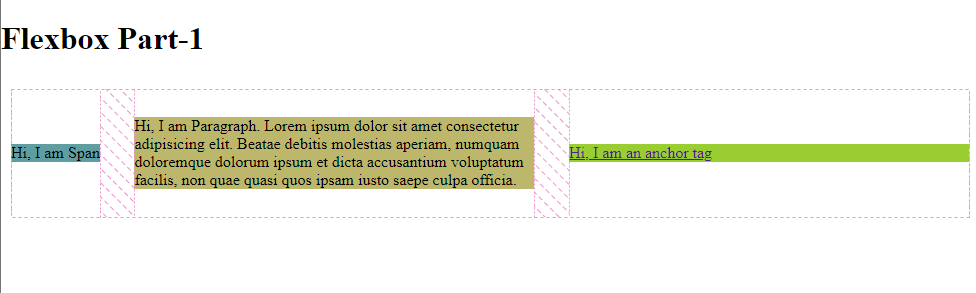 Flexbox Part-1
Hi, I am Span
Hi, I am Paragraph. Lorem ipsum dolor sit amet consectetur
adipisicing elit. Beatae debitis molestias aperiam, numquam
doloremque dolorum ipsum et dicta accusantium voluptatum
facilis, non quae quasi quos ipsam iusto saepe culpa officia.
Hi, I am an anchor tag